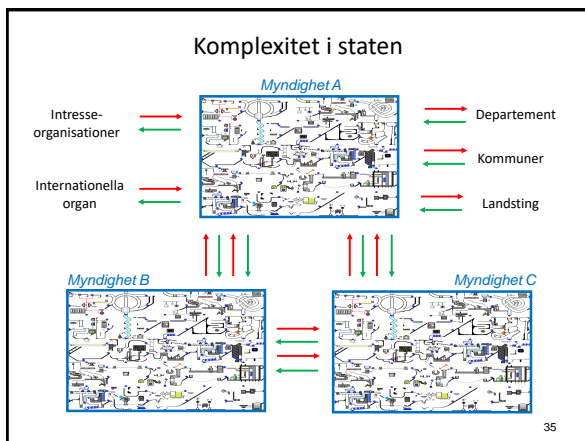 Komplexitet i staten
Myndighet A
Intresse-
organisationer
Internationella
organ
Departement
Kommuner
Landsting
Myndighet B
Myndighet C
35